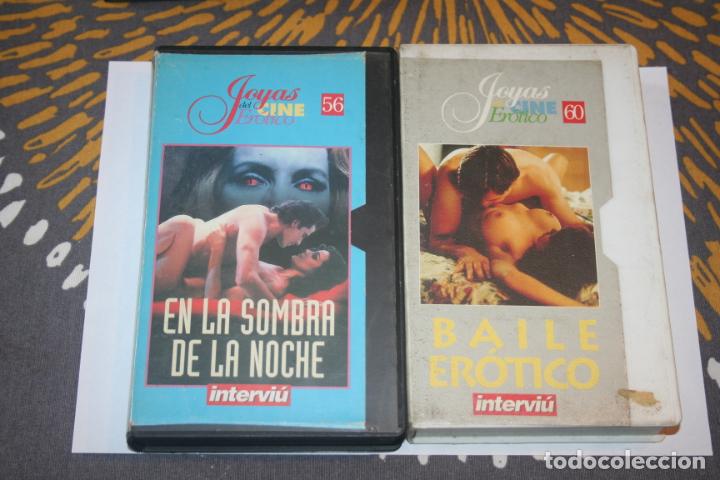 Joyas
del CINE
Erótico
56
EN LA SOMBRA
DE LA NOCHE
interviú
Joyas
del CINE
Erótico
60
BAILE
ERÓTICO
interviú
todocoleccion.net